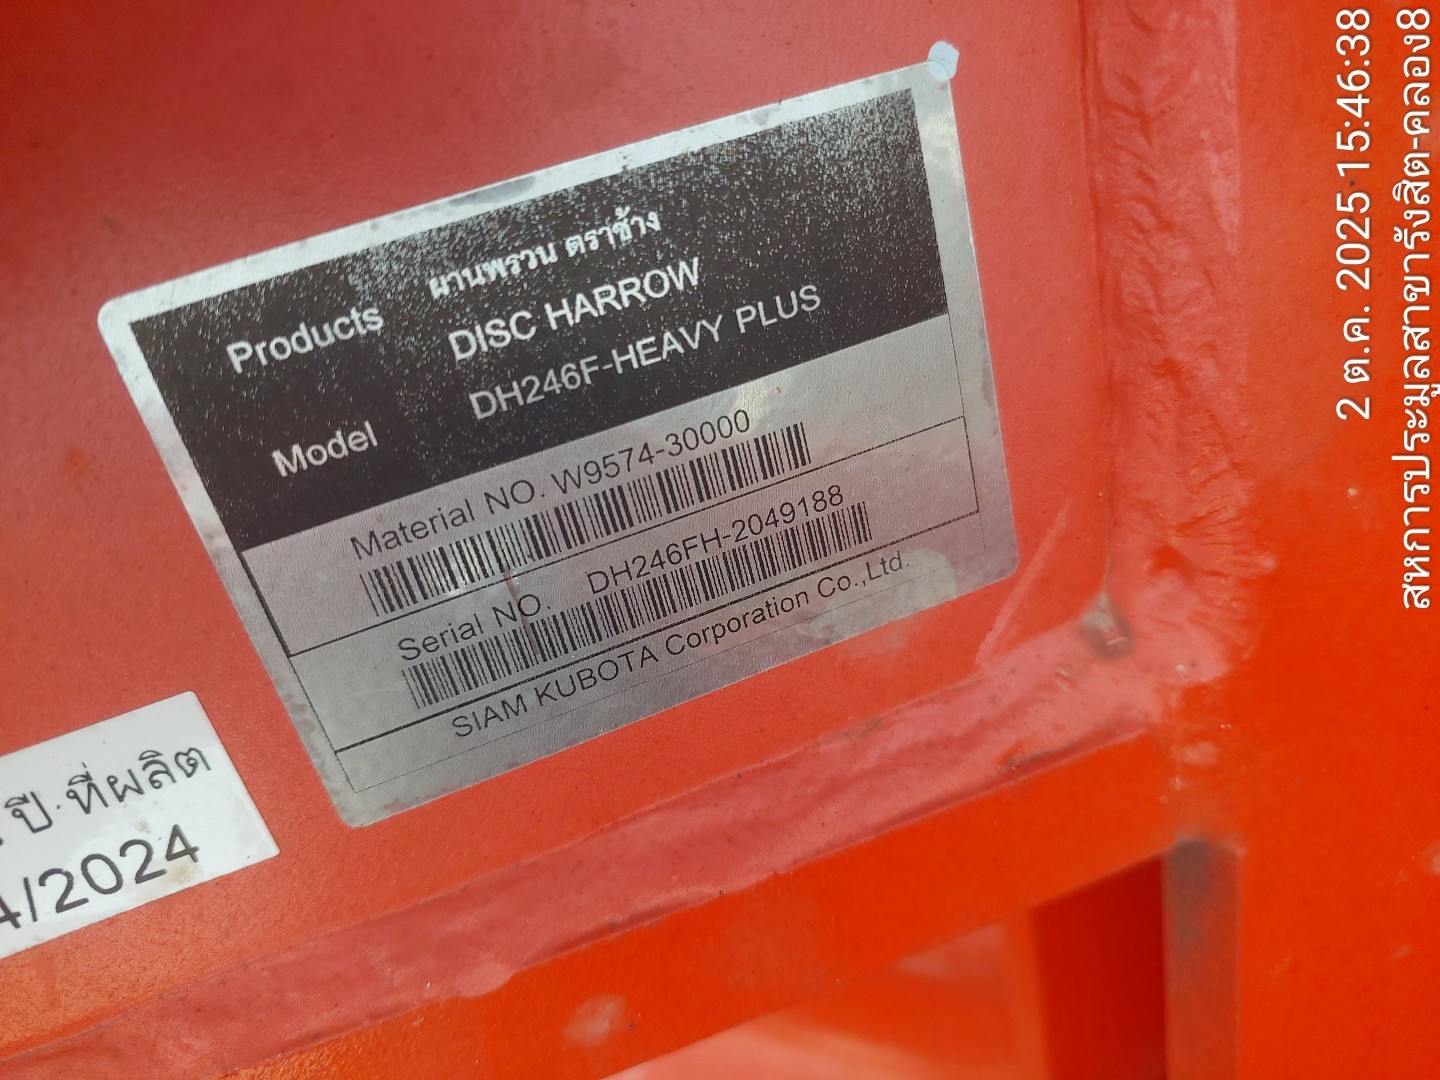 Products ผานพรวน ตราช้าง
DISC HARROW
Model DH246F-HEAVY PLUS
Material NO. W9574-30000
Serial NO. DH246FH-2049188
SIAM KUBOTA Corporation Co.,Ltd.
ปี ที่ผลิต
4/2024
2 ต.ค. 2025 15:46:38
สหการประมูลสาขารังสิต-คลอง8